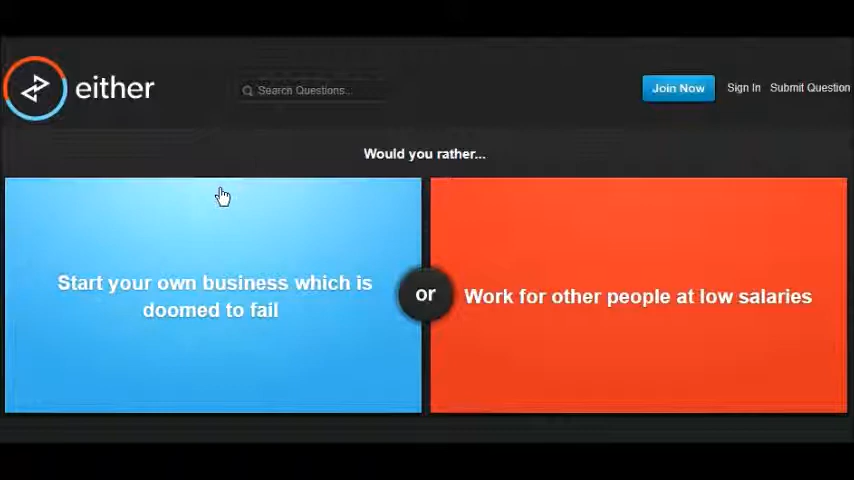 either
Search Questions...
Join Now
Sign In
Submit Question
Would you rather...
Start your own business which is
doomed to fail
or
Work for other people at low salaries